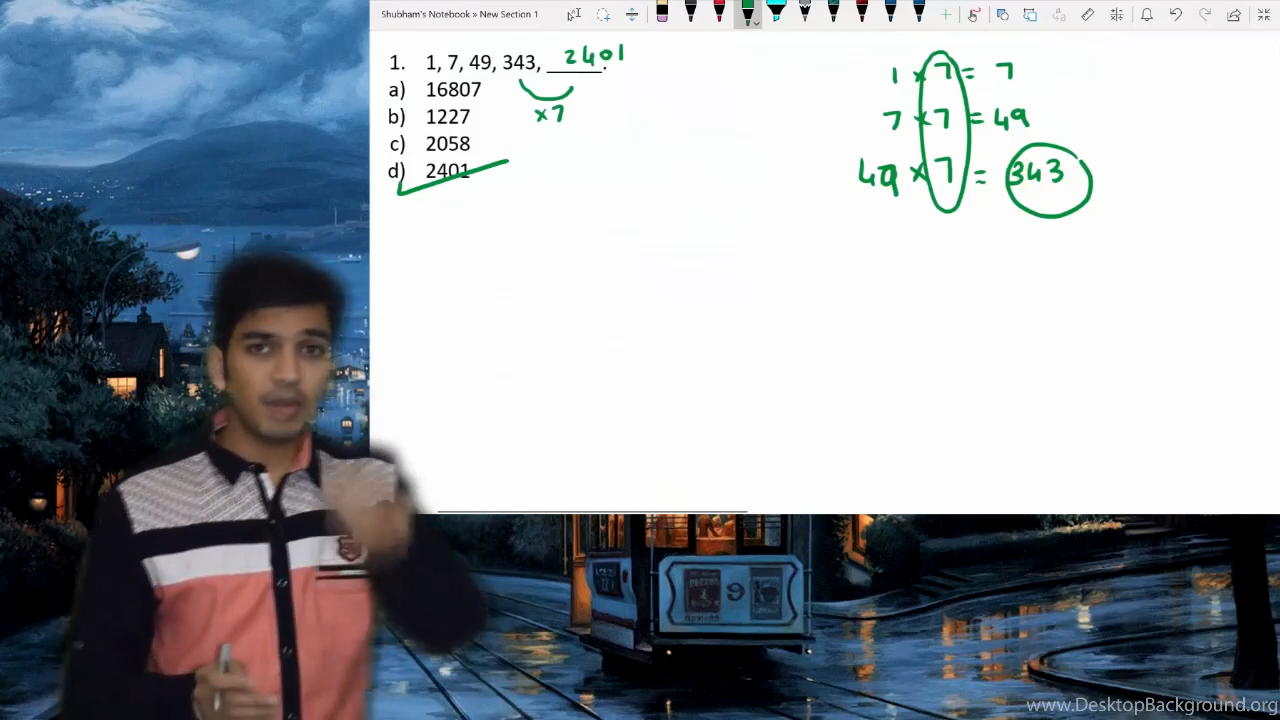 Shubham's Notebook » New Section 1
1. 1, 7, 49, 343, 2401.
×7
a) 16807
b) 1227
c) 2058
d) 2401
1 × 7 = 7
7 × 7 = 49
49 × 7 = 343
9
www.DesktopBackground.org